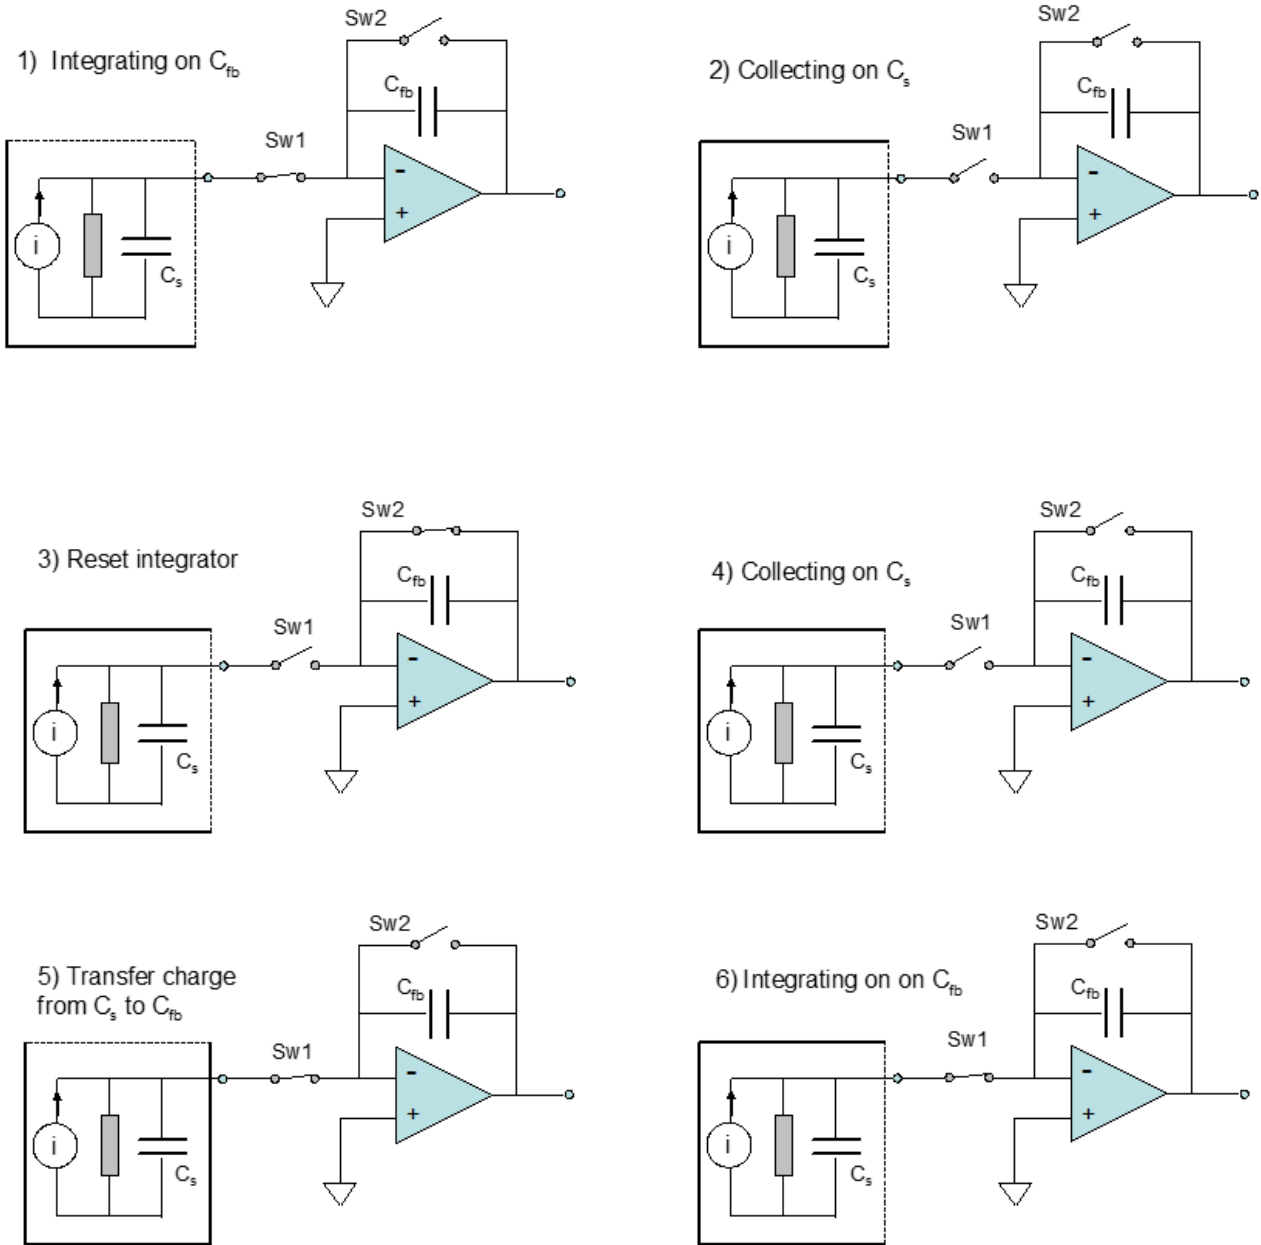 Sw2
1) Integrating on Cfb
Cfb
Sw1
-
+
i
Cs
Sw2
2) Collecting on Cs
Cfb
Sw1
-
+
i
Cs
Sw2
3) Reset integrator
Cfb
Sw1
-
+
i
Cs
Sw2
4) Collecting on Cs
Cfb
Sw1
-
+
i
Cs
Sw2
5) Transfer charge
from Cs to Cfb
Cfb
Sw1
-
+
i
Cs
Sw2
6) Integrating on on Cfb
Cfb
Sw1
-
+
i
Cs